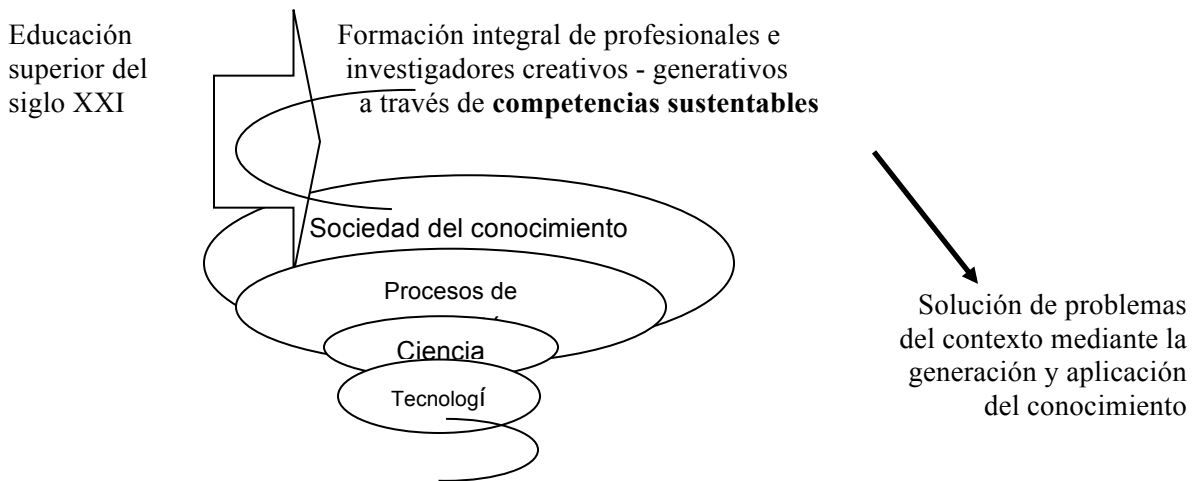 Educación
superior del
siglo XXI
Formación integral de profesionales e
investigadores creativos - generativos
a través de competencias sustentables
Sociedad del conocimiento
Procesos de
Ciencia
Tecnologí
Solución de problemas
del contexto mediante la
generación y aplicación
del conocimiento